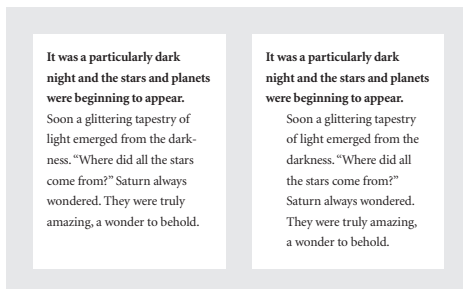 It was a particularly dark
night and the stars and planets
were beginning to appear.
Soon a glittering tapestry of
light emerged from the dark-
ness. “Where did all the stars
come from?” Saturn always
wondered. They were truly
amazing, a wonder to behold.
It was a particularly dark
night and the stars and planets
were beginning to appear.
Soon a glittering tapestry
of light emerged from the
darkness. “Where did all
the stars come from?”
Saturn always wondered.
They were truly amazing,
a wonder to behold.